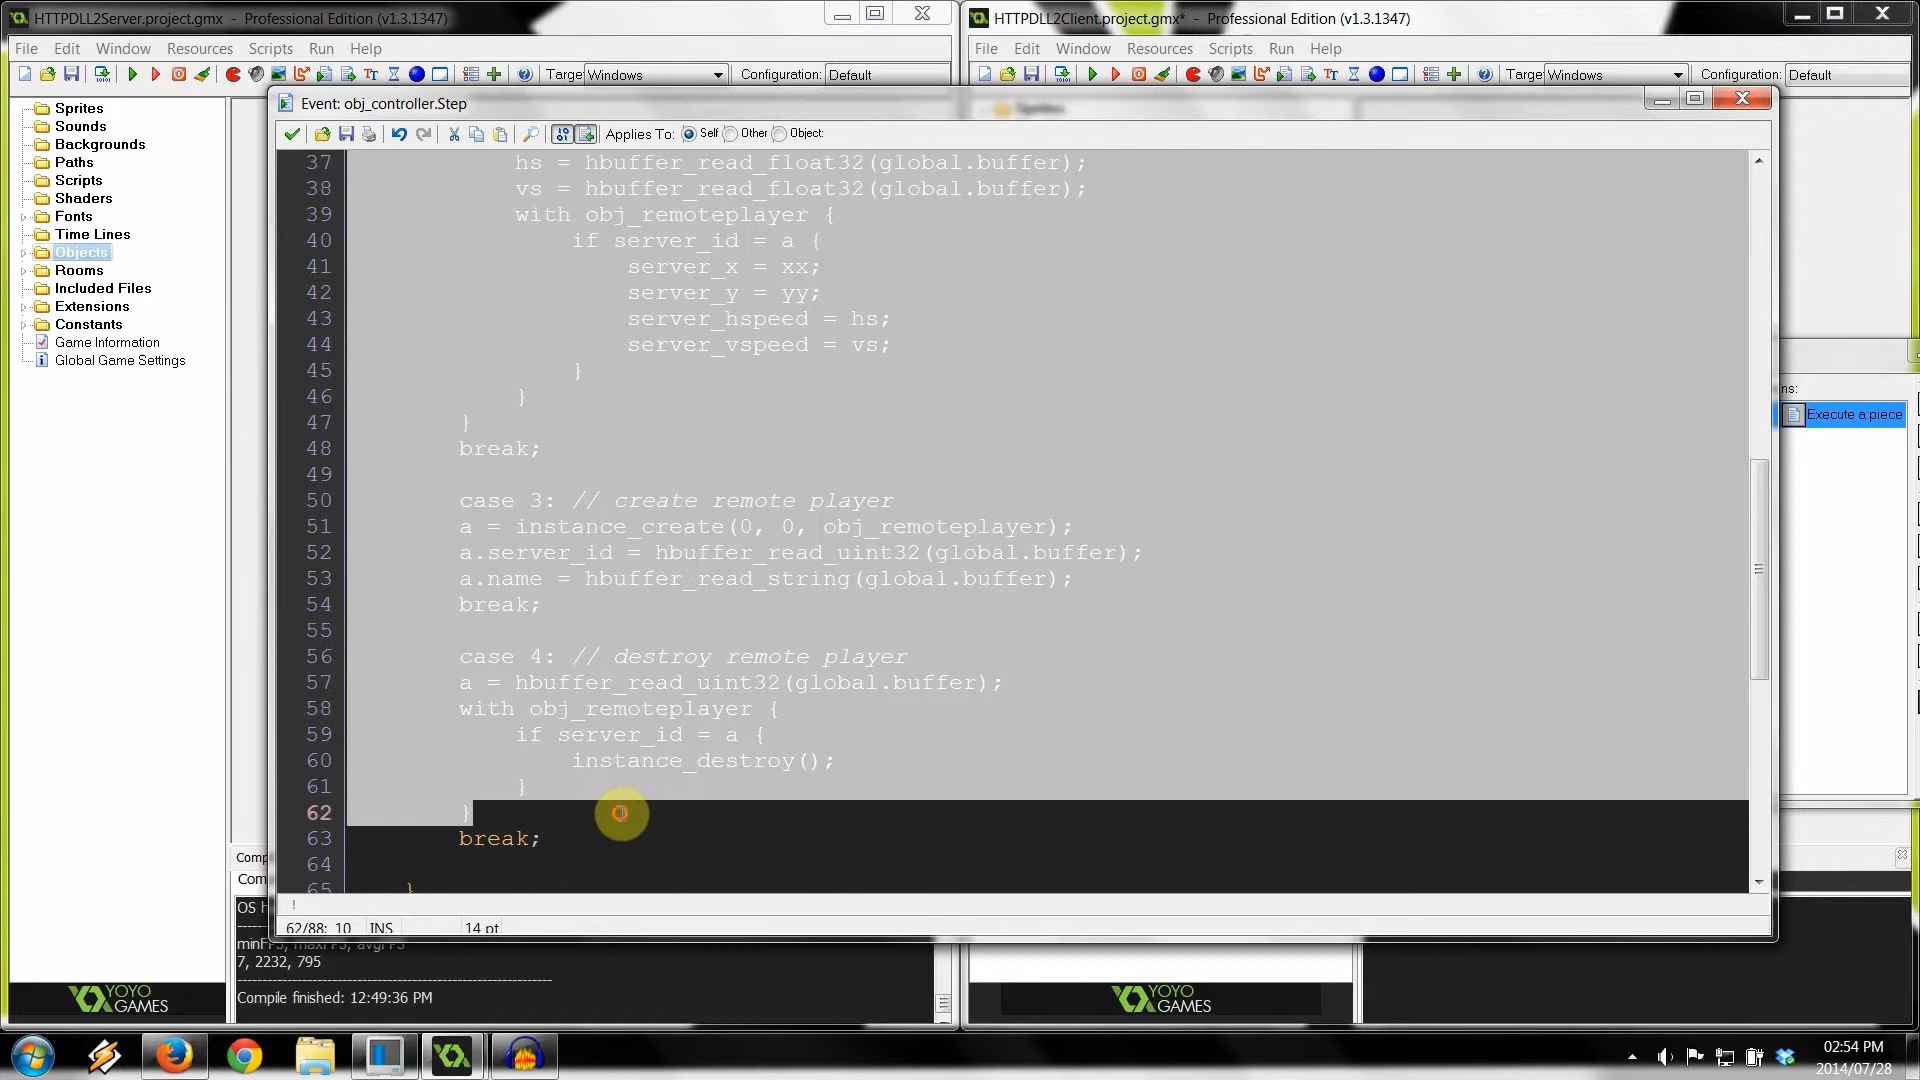 HTTPDLL2Server.project.gmx - Professional Edition (v1.3.1347)
HTTPDLL2Client.project.gmx* - Professional Edition (v1.3.1347)
File Edit Window Resources Scripts Run Help
File Edit Window Resources Scripts Run Help
Targe Windows Configuration: Default
Targe Windows Configuration: Default
Sprites
Sounds
Backgrounds
Paths
Scripts
Shaders
Fonts
Time Lines
Objects
Rooms
Included Files
Extensions
Constants
Game Information
Global Game Settings
Sprites
Event: obj_controller.Step
Applies To: Self Other Object:
37 hs = hbuffer_read_float32(global.buffer);
38 vs = hbuffer_read_float32(global.buffer);
39 with obj_remoteplayer {
40 if server_id = a {
41 server_x = xx;
42 server_y = yy;
43 server_hspeed = hs;
44 server_vspeed = vs;
45 }
46 }
47 }
48 break;
49
50 case 3: // create remote player
51 a = instance_create(0, 0, obj_remoteplayer);
52 a.server_id = hbuffer_read_uint32(global.buffer);
53 a.name = hbuffer_read_string(global.buffer);
54 break;
55
56 case 4: // destroy remote player
57 a = hbuffer_read_uint32(global.buffer);
58 with obj_remoteplayer {
59 if server_id = a {
60 instance_destroy();
61 }
62 }
63 break;
64
65 }
!
62/88: 10 INS 14 pt
ns:
Execute a piece
Compi
Com
OS H
minFPS, maxFPS, avgFPS
7, 2232, 795
Compile finished: 12:49:36 PM
YOYO
GAMES
YOYO
GAMES
02:54 PM
2014/07/28